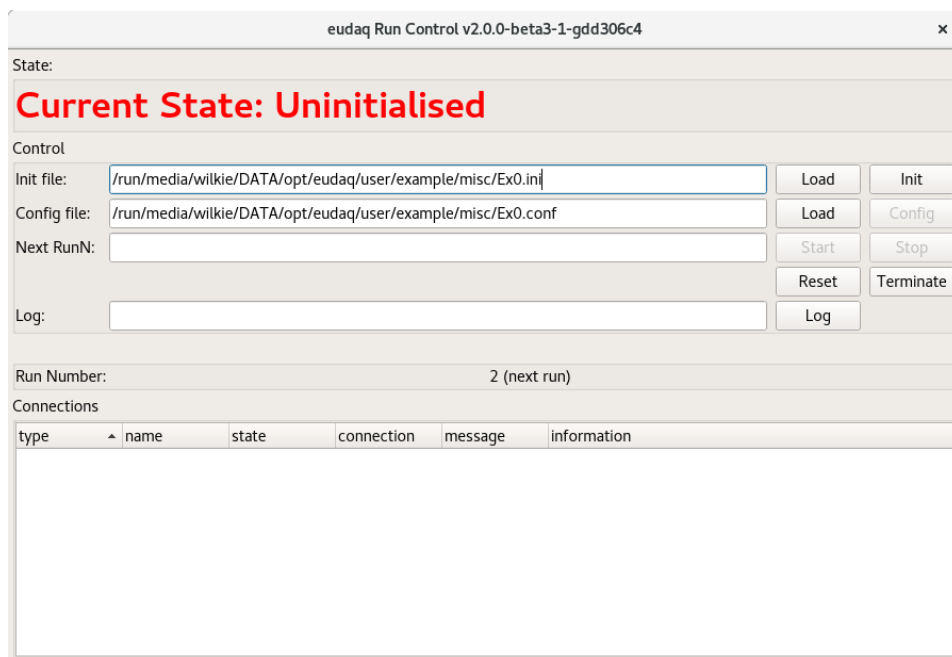 eudaq Run Control v2.0.0-beta3-1-gdd306c4 ×
State:
Current State: Uninitialised
Control
Init file: /run/media/wilkie/DATA/opt/eudaq/user/example/misc/Ex0.ini Load Init
Config file: /run/media/wilkie/DATA/opt/eudaq/user/example/misc/Ex0.conf Load Config
Next RunN: Start Stop
Reset Terminate
Log: Log
Run Number: 2 (next run)
Connections
type name state connection message information